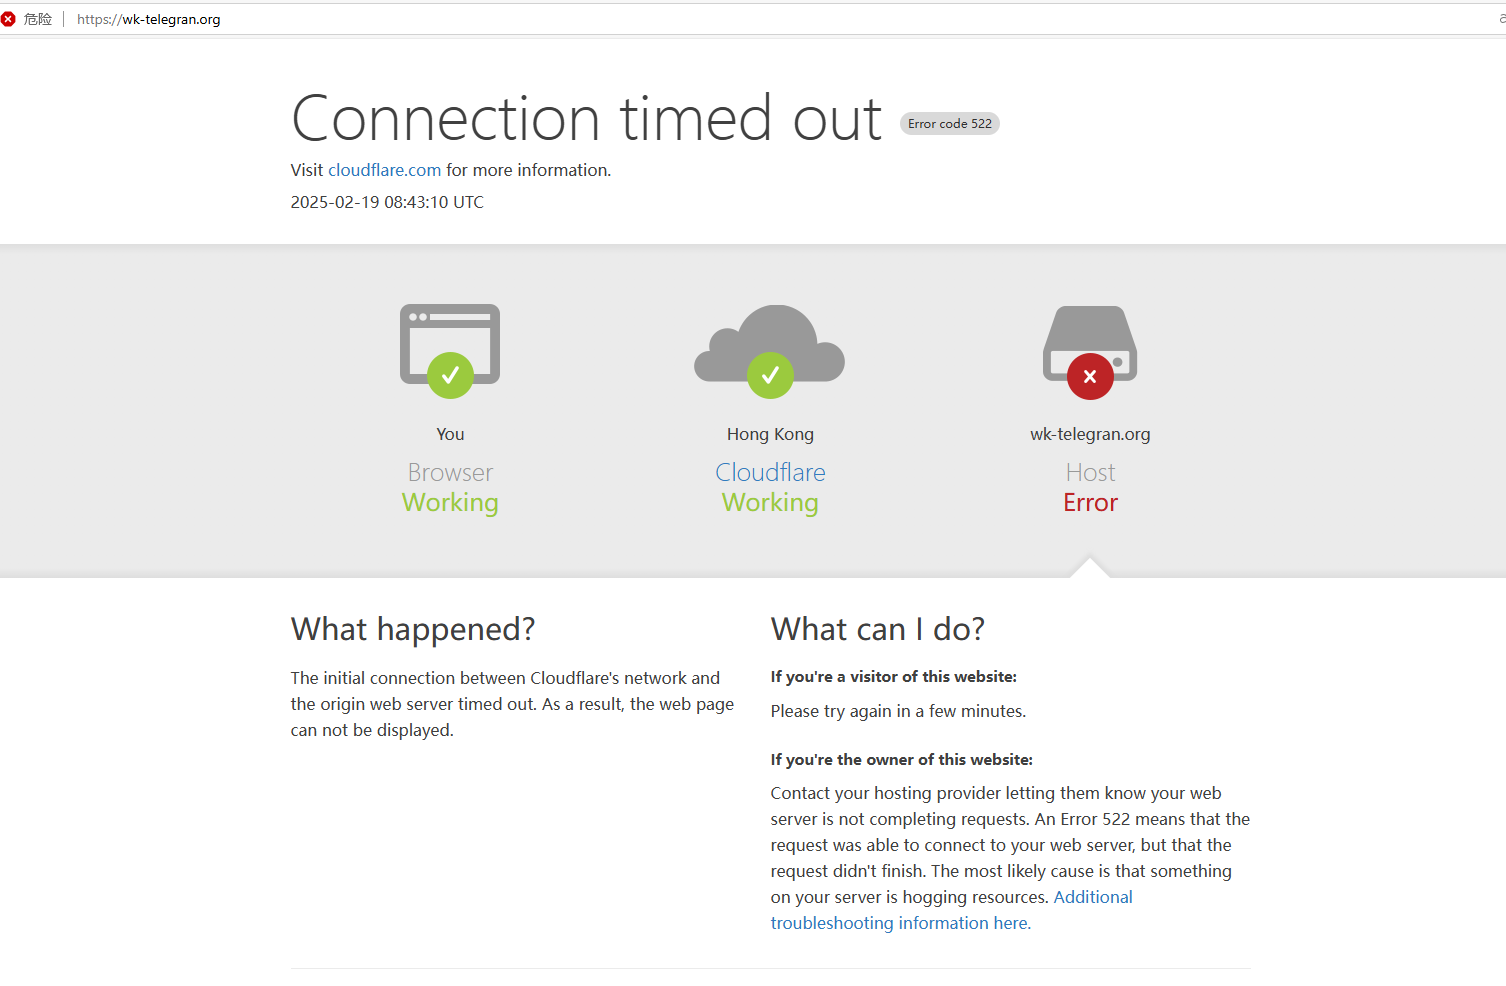 危险 https://wk-telegran.org
Connection timed out Error code 522
Visit cloudflare.com for more information.
2025-02-19 08:43:10 UTC
You
Browser
Working
Hong Kong
Cloudflare
Working
wk-telegran.org
Host
Error
What happened?
The initial connection between Cloudflare's network and
the origin web server timed out. As a result, the web page
can not be displayed.
What can I do?
If you're a visitor of this website:
Please try again in a few minutes.
If you're the owner of this website:
Contact your hosting provider letting them know your web
server is not completing requests. An Error 522 means that the
request was able to connect to your web server, but that the
request didn't finish. The most likely cause is that something
on your server is hogging resources. Additional
troubleshooting information here.